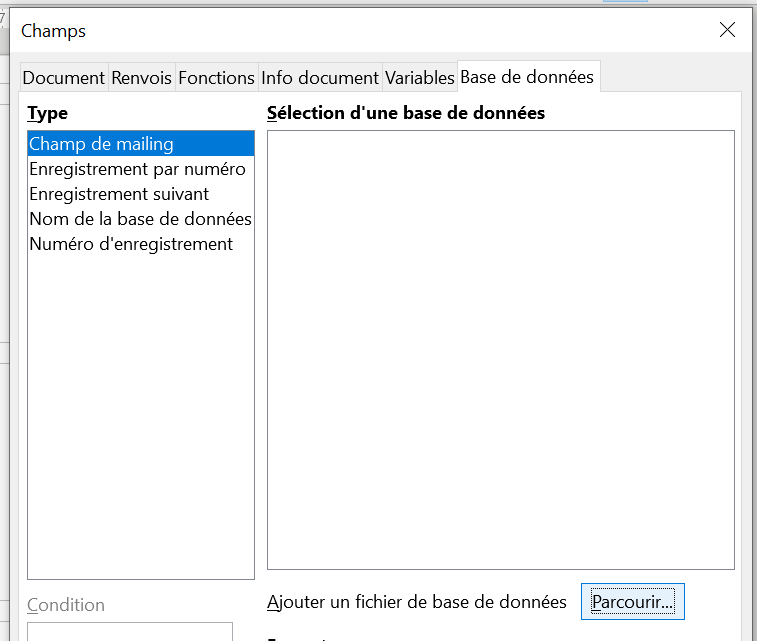 7
Champs
Document Renvois Fonctions Info document Variables Base de données
Type
Champ de mailing
Enregistrement par numéro
Enregistrement suivant
Nom de la base de données
Numéro d'enregistrement
Condition
Sélection d'une base de données
Ajouter un fichier de base de données Parcourir...